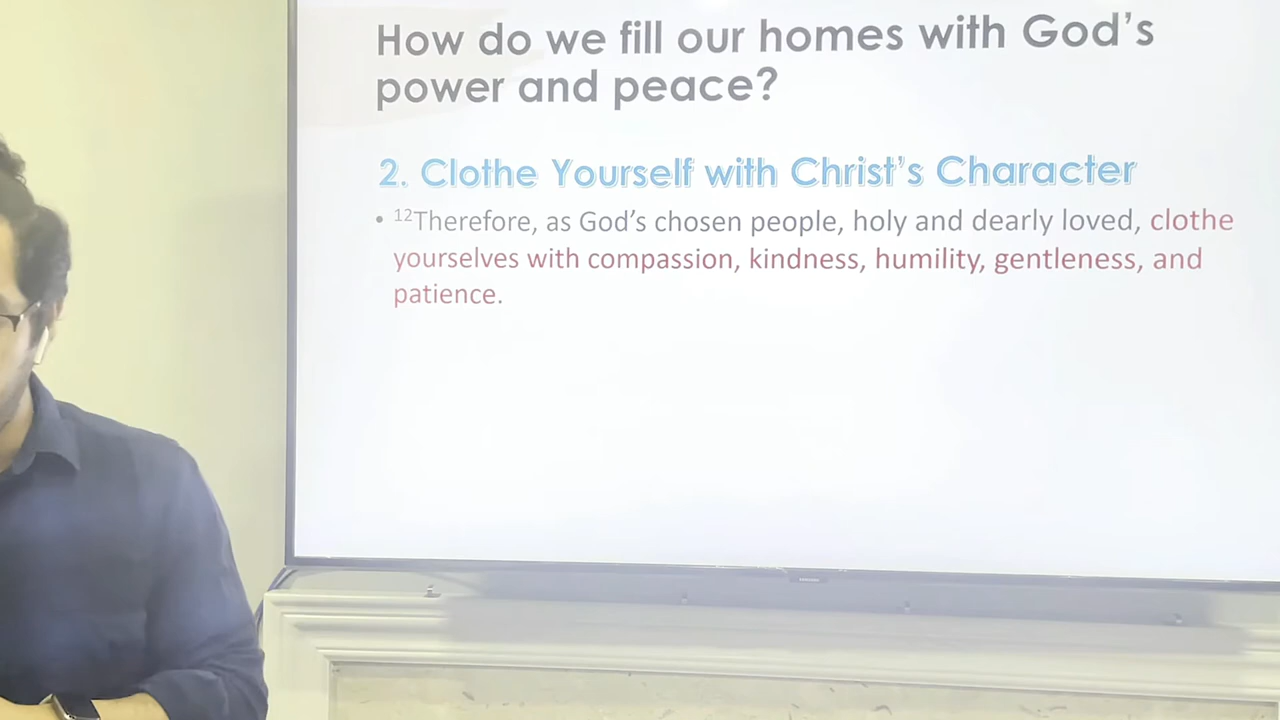 How do we fill our homes with God's
power and peace?
2. Clothe Yourself with Christ's Character
• 12Therefore, as God's chosen people, holy and dearly loved, clothe
yourselves with compassion, kindness, humility, gentleness, and
patience.